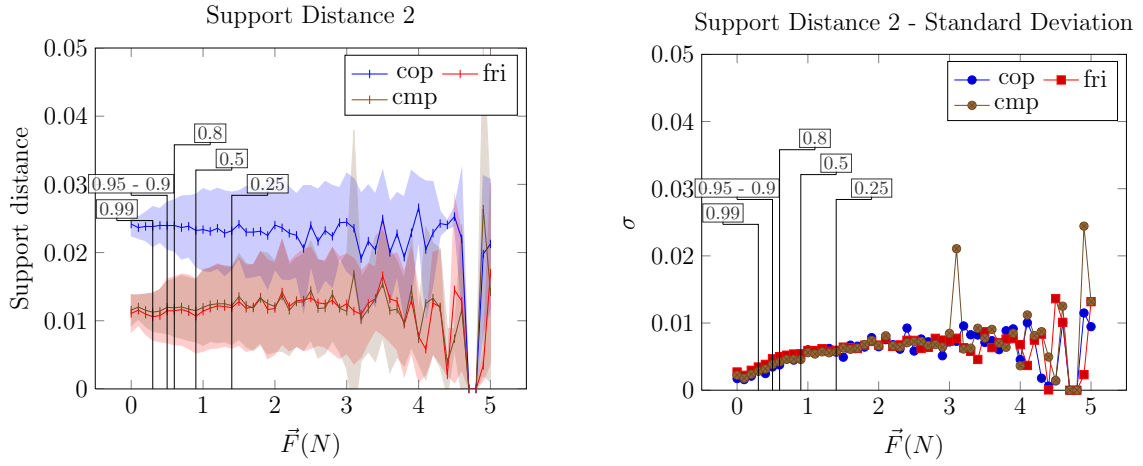 Support Distance 2
0.05
0.04
0.03
0.02
0.01
0
Support distance
cop
fri
cmp
0.8
0.5
0.95 - 0.9
0.25
0.99
0
1
2
3
4
5
F⃗(N)
Support Distance 2 - Standard Deviation
0.05
0.04
0.03
0.02
0.01
0
σ
cop
fri
cmp
0.8
0.5
0.95 - 0.9
0.25
0.99
0
1
2
3
4
5
F⃗(N)